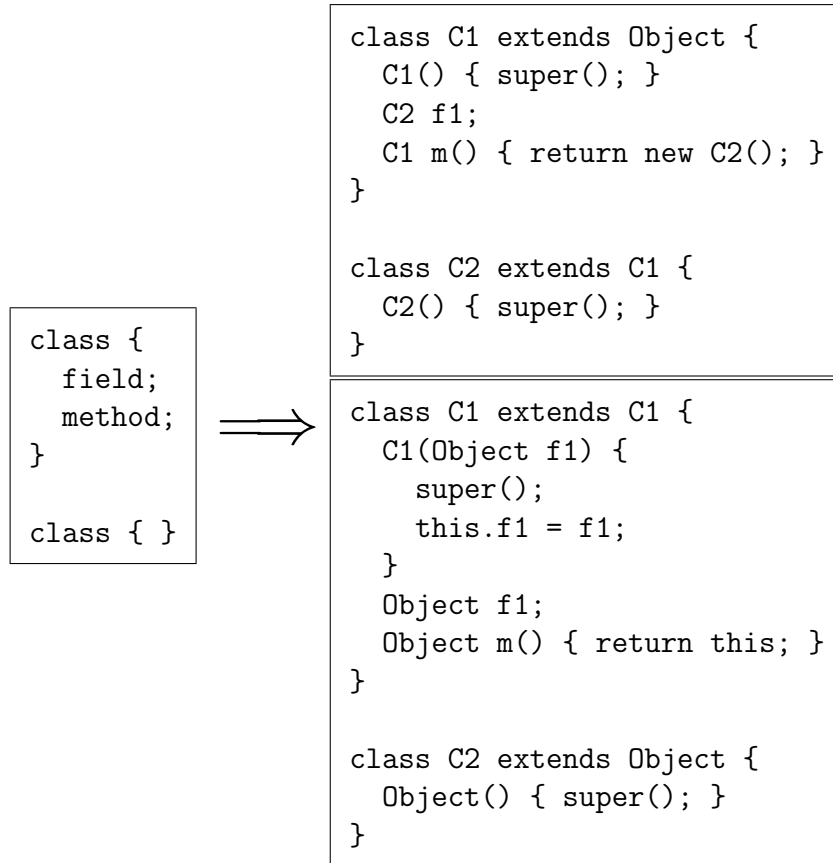 class {
  field;
  method;
}

class { }
⟹
class C1 extends Object {
  C1() { super(); }
  C2 f1;
  C1 m() { return new C2(); }
}

class C2 extends C1 {
  C2() { super(); }
}
class C1 extends C1 {
  C1(Object f1) {
    super();
    this.f1 = f1;
  }
  Object f1;
  Object m() { return this; }
}

class C2 extends Object {
  Object() { super(); }
}